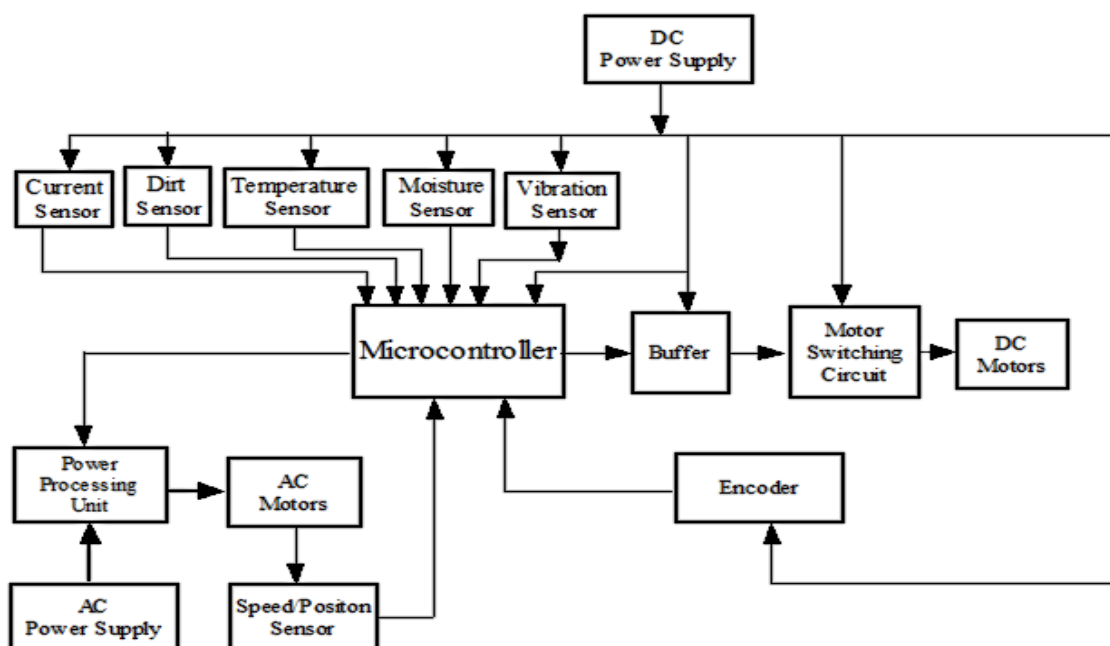 DC
Power Supply
Current
Sensor
Dirt
Sensor
Temperature
Sensor
Moisture
Sensor
Vibration
Sensor
Microcontroller
Buffer
Motor
Switching
Circuit
DC
Motors
Power
Processing
Unit
AC
Motors
Encoder
AC
Power Supply
Speed/Positon
Sensor